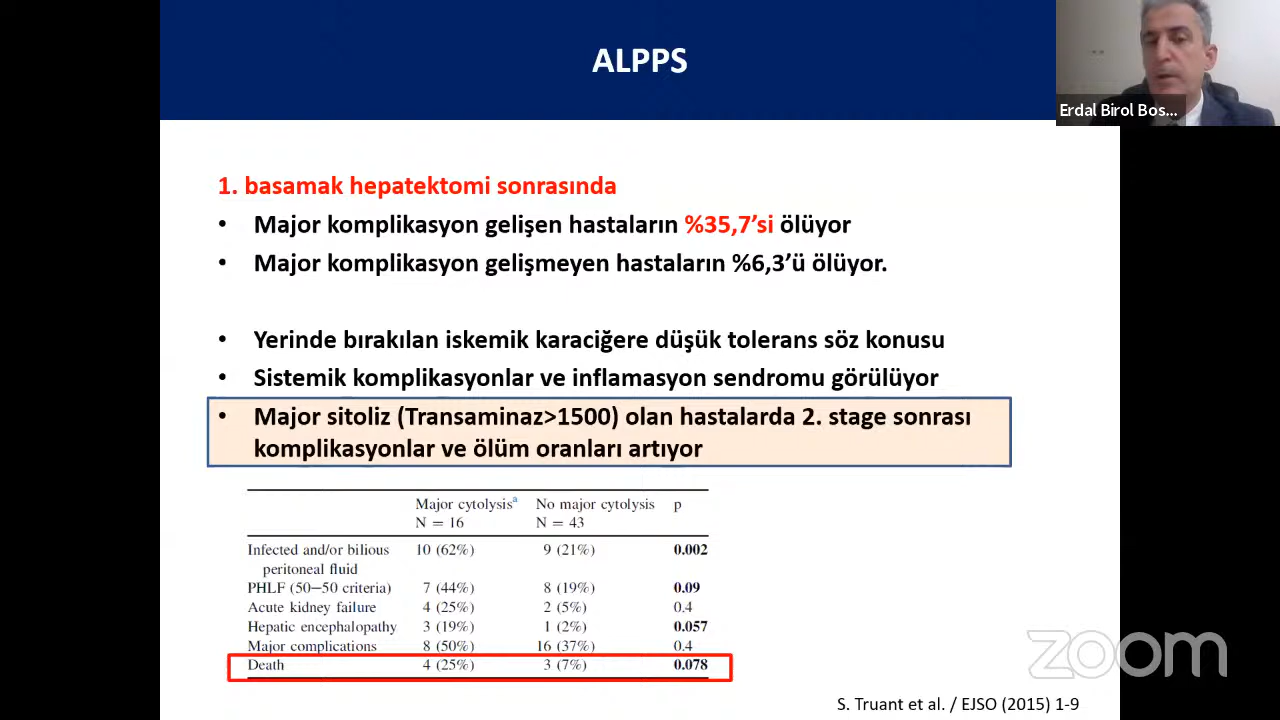 ALPPS
Erdal Birol Bos...
1. basamak hepatektomi sonrasında
• Major komplikasyon gelişen hastaların %35,7’si ölüyor
• Major komplikasyon gelişmeyen hastaların %6,3’ü ölüyor.
• Yerinde bırakılan iskemik karaciğere düşük tolerans söz konusu
• Sistemik komplikasyonlar ve inflamasyon sendromu görülüyor
• Major sitoliz (Transaminaz>1500) olan hastalarda 2. stage sonrası
komplikasyonlar ve ölüm oranları artıyor
Major cytolysisᵃ No major cytolysis p
N = 16 N = 43
Infected and/or bilious 10 (62%) 9 (21%) 0.002
peritoneal fluid
PHLF (50–50 criteria) 7 (44%) 8 (19%) 0.09
Acute kidney failure 4 (25%) 2 (5%) 0.4
Hepatic encephalopathy 3 (19%) 1 (2%) 0.057
Major complications 8 (50%) 16 (37%) 0.4
Death 4 (25%) 3 (7%) 0.078
zoom
S. Truant et al. / EJSO (2015) 1-9